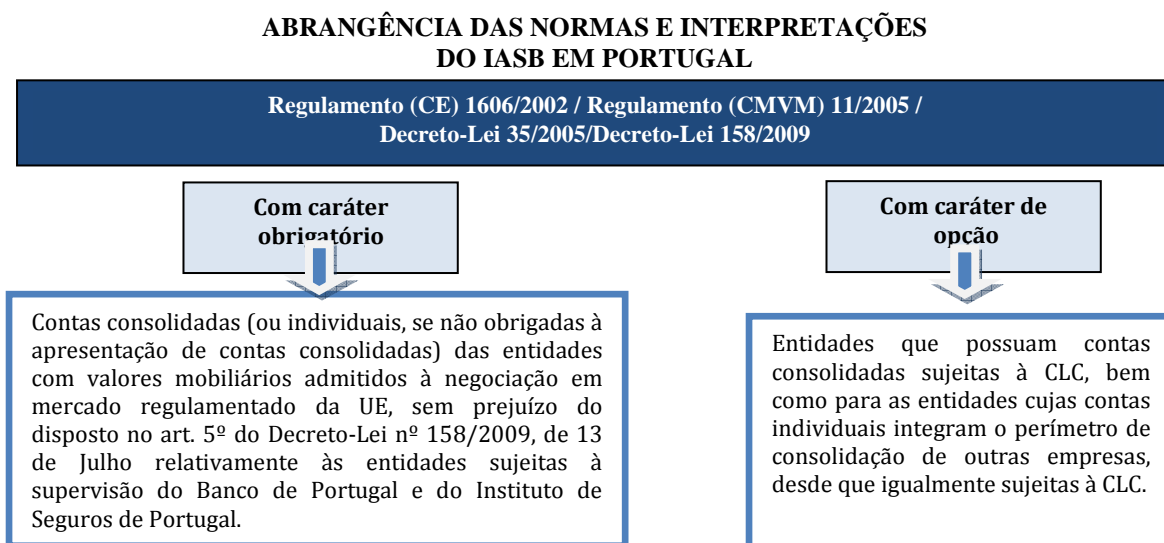 ABRANGÊNCIA DAS NORMAS E INTERPRETAÇÕES
DO IASB EM PORTUGAL
Regulamento (CE) 1606/2002 / Regulamento (CMVM) 11/2005 /
Decreto-Lei 35/2005/Decreto-Lei 158/2009
Com caráter
obrigatório
Com caráter de
opção
Contas consolidadas (ou individuais, se não obrigadas à
apresentação de contas consolidadas) das entidades
com valores mobiliários admitidos à negociação em
mercado regulamentado da UE, sem prejuízo do
disposto no art. 5º do Decreto-Lei nº 158/2009, de 13
de Julho relativamente às entidades sujeitas à
supervisão do Banco de Portugal e do Instituto de
Seguros de Portugal.
Entidades que possuam contas
consolidadas sujeitas à CLC, bem
como para as entidades cujas contas
individuais integram o perímetro de
consolidação de outras empresas,
desde que igualmente sujeitas à CLC.